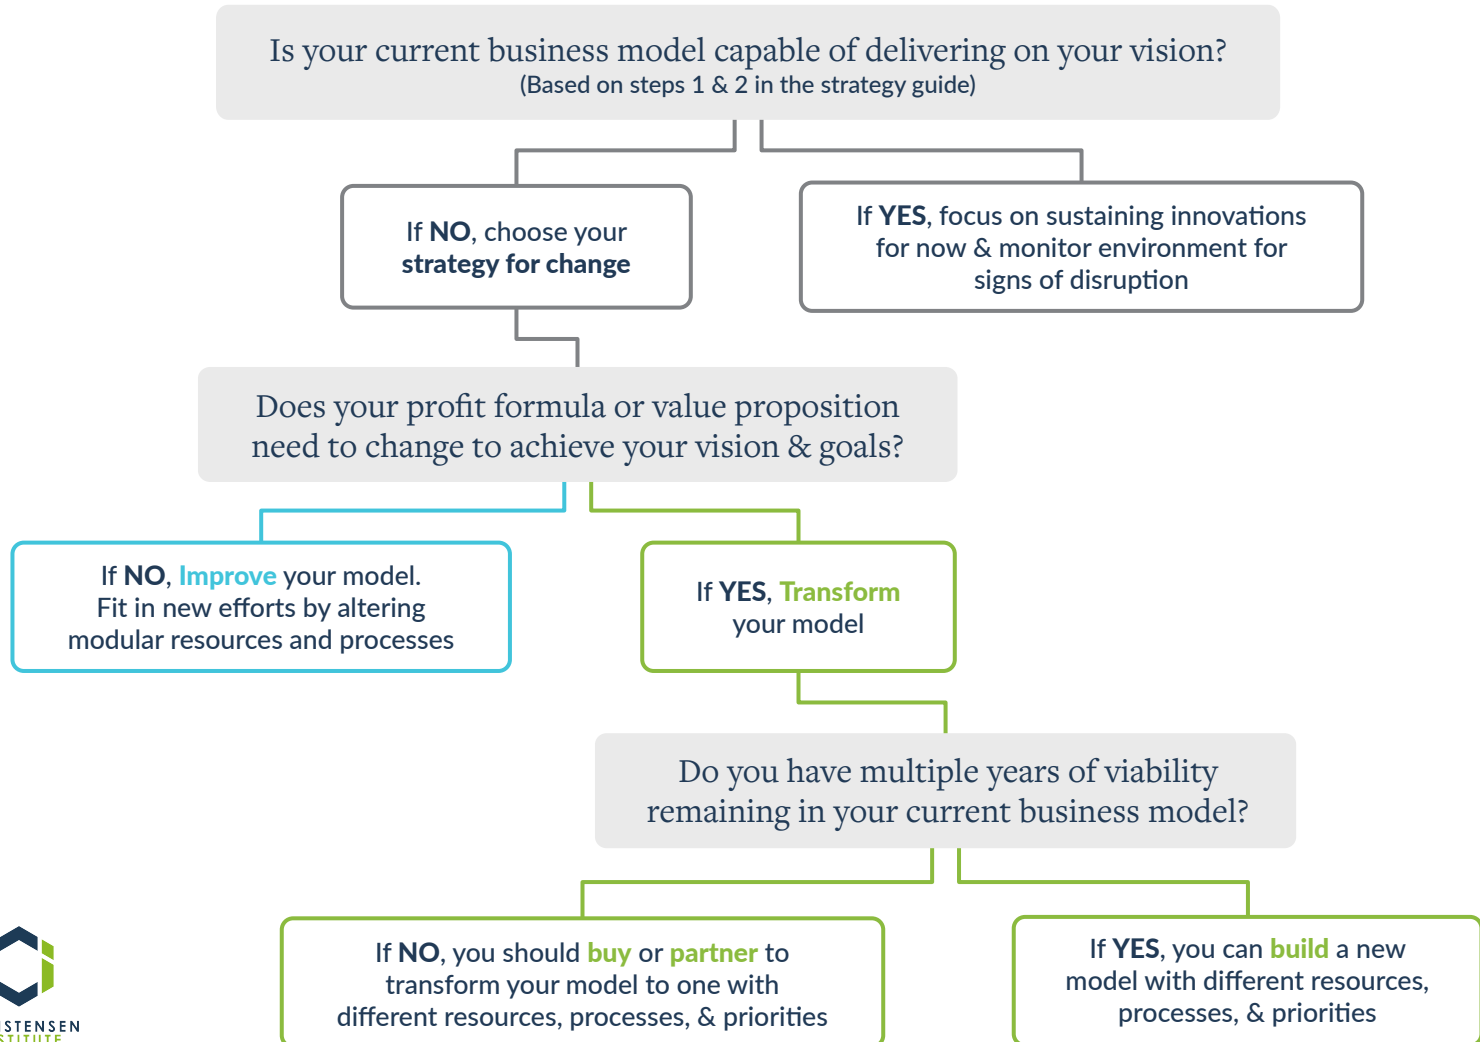 Is your current business model capable of delivering on your vision?
(Based on steps 1 & 2 in the strategy guide)
If NO, choose your
strategy for change
If YES, focus on sustaining innovations
for now & monitor environment for
signs of disruption
Does your profit formula or value proposition
need to change to achieve your vision & goals?
If NO, Improve your model.
Fit in new efforts by altering
modular resources and processes
If YES, Transform
your model
Do you have multiple years of viability
remaining in your current business model?
If NO, you should buy or partner to
transform your model to one with
different resources, processes, & priorities
If YES, you can build a new
model with different resources,
processes, & priorities